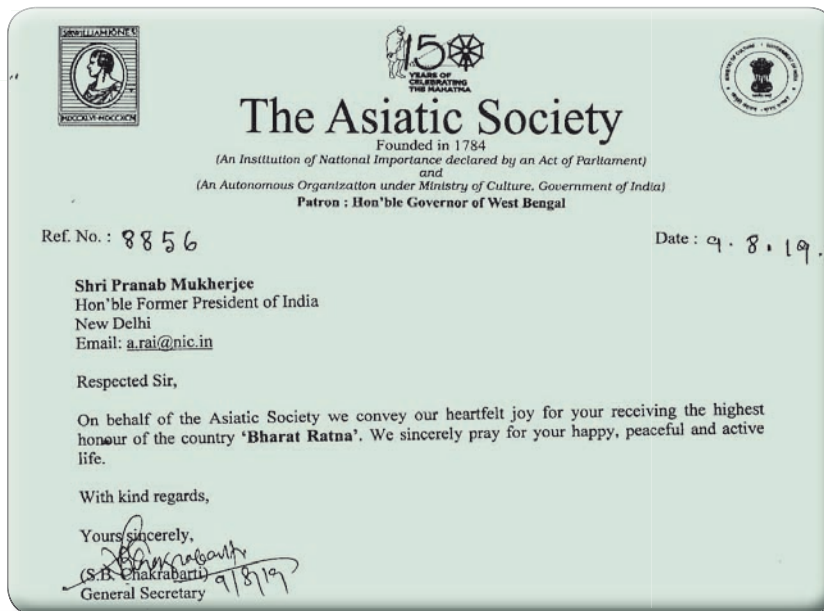 SIR WILLIAM JONES
MDCCXLVI-MDCCXCIV
150
YEARS OF
CELEBRATING
THE MAHATMA
The Asiatic Society
Founded in 1784
(An Institution of National Importance declared by an Act of Parliament)
and
(An Autonomous Organization under Ministry of Culture, Government of India)
Patron : Hon'ble Governor of West Bengal
Ref. No. : 8856
Date : 9.8.19.
Shri Pranab Mukherjee
Hon'ble Former President of India
New Delhi
Email: a.rai@nic.in
Respected Sir,
On behalf of the Asiatic Society we convey our heartfelt joy for your receiving the highest
honour of the country 'Bharat Ratna'. We sincerely pray for your happy, peaceful and active
life.
With kind regards,
Yours sincerely,
(S.B. Chakrabarti) 9/8/19
General Secretary